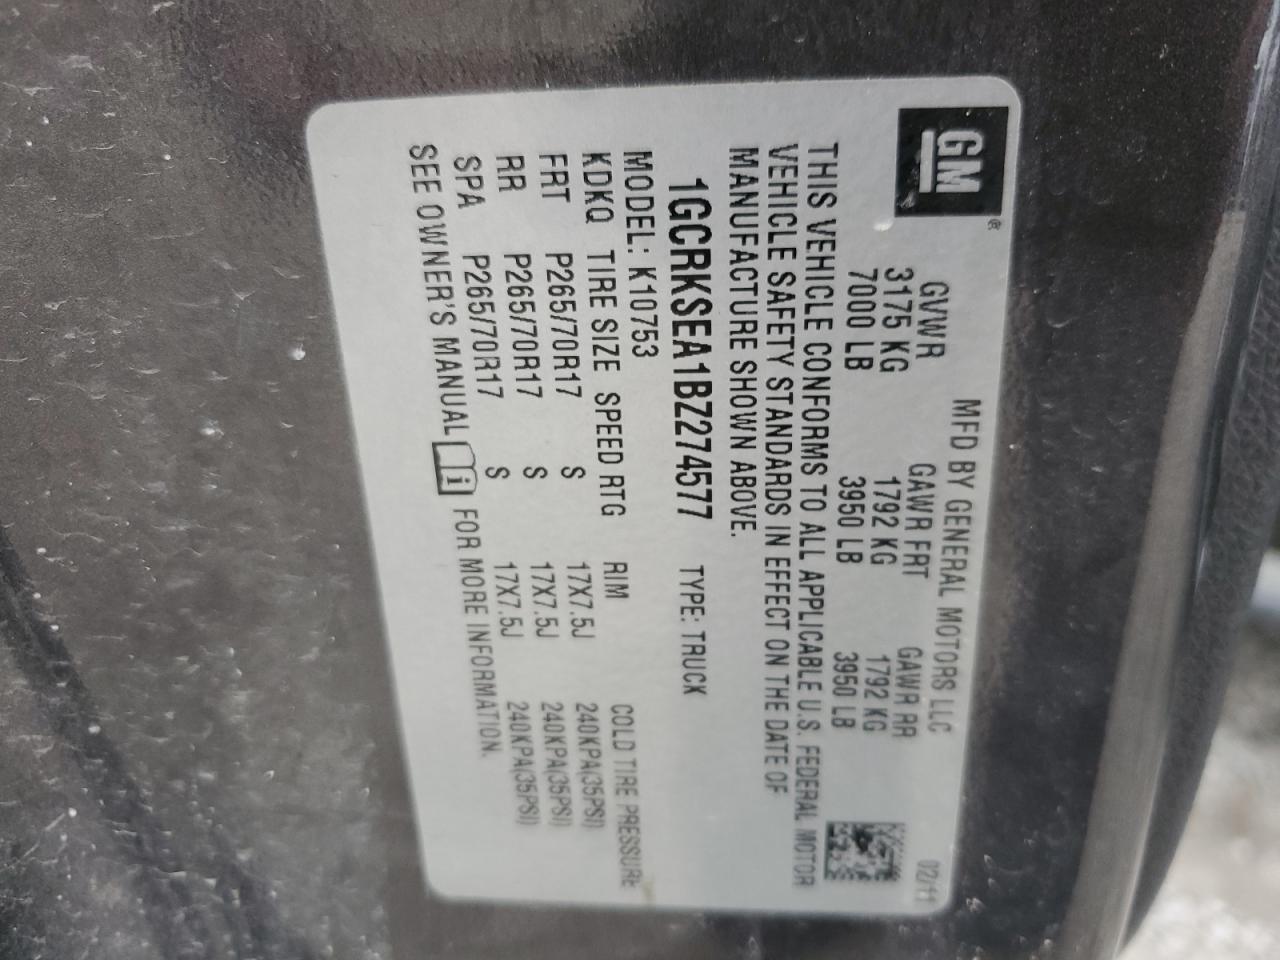 GM®
MFD BY GENERAL MOTORS LLC 02/11
GVWR GAWR FRT GAWR RR
3175 KG 1792 KG 1792 KG
7000 LB 3950 LB 3950 LB
THIS VEHICLE CONFORMS TO ALL APPLICABLE U.S. FEDERAL MOTOR
VEHICLE SAFETY STANDARDS IN EFFECT ON THE DATE OF
MANUFACTURE SHOWN ABOVE.
1GCRKSEA1BZ274577 TYPE: TRUCK
MODEL: K10753
KDKQ TIRE SIZE SPEED RTG RIM COLD TIRE PRESSURE
FRT P265/70R17 S 17X7.5J 240KPA(35PSI)
RR P265/70R17 S 17X7.5J 240KPA(35PSI)
SPA P265/70R17 S 17X7.5J 240KPA(35PSI)
SEE OWNER'S MANUAL i FOR MORE INFORMATION.